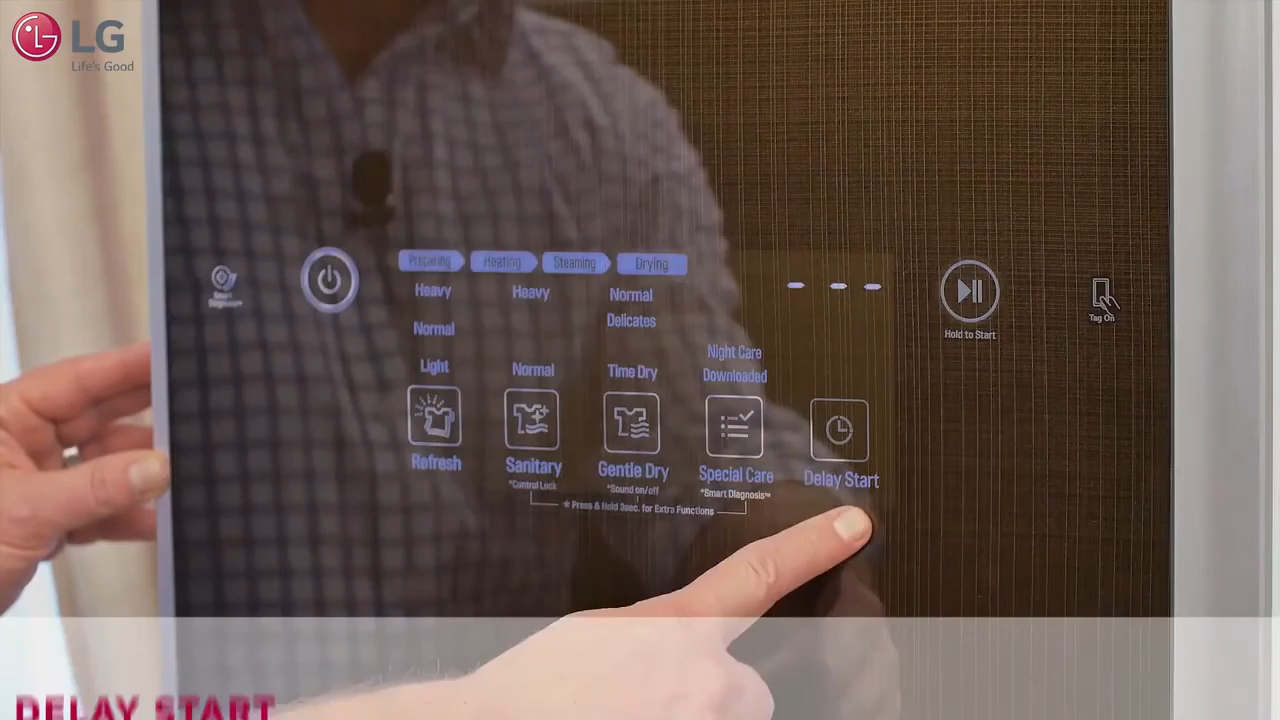 LG
Life's Good
Preparing
Heating
Steaming
Drying
Heavy
Heavy
Normal
Delicates
Normal
Light
Normal
Time Dry
Night Care
Downloaded
Smart
Diagnosis™
Hold to Start
Tag On
Refresh
Sanitary
Gentle Dry
Special Care
Delay Start
*Control Lock
*Sound on/off
*Smart Diagnosis™
★ Press & Hold 3sec. for Extra Functions
DELAY START